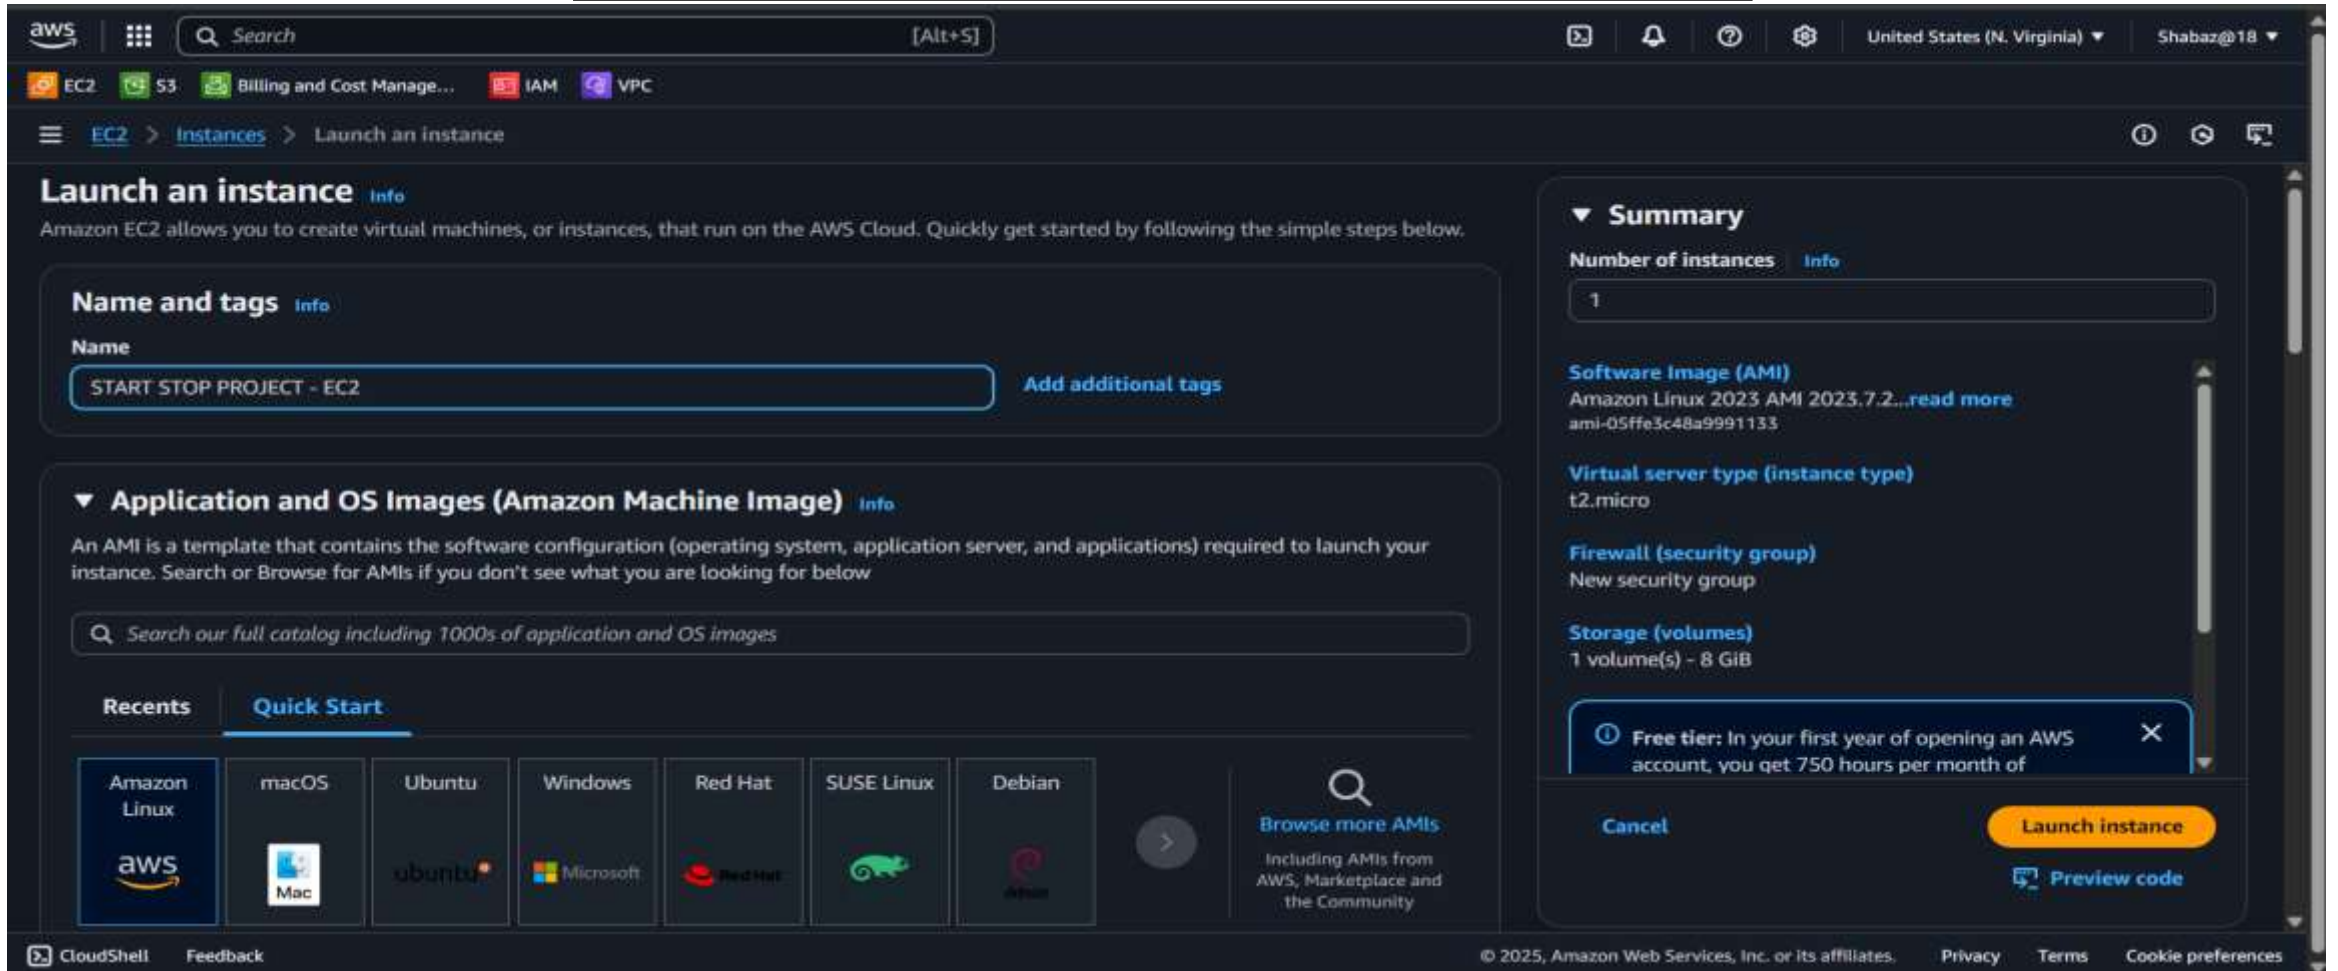 aws
Search [Alt+S]
United States (N. Virginia)
Shabaz@18
EC2
S3
Billing and Cost Manage...
IAM
VPC
EC2 > Instances > Launch an instance
Launch an instance Info
Amazon EC2 allows you to create virtual machines, or instances, that run on the AWS Cloud. Quickly get started by following the simple steps below.
Name and tags Info
Name
START STOP PROJECT - EC2
Add additional tags
Application and OS Images (Amazon Machine Image) Info
An AMI is a template that contains the software configuration (operating system, application server, and applications) required to launch your
instance. Search or Browse for AMIs if you don't see what you are looking for below
Search our full catalog including 1000s of application and OS images
Recents
Quick Start
Amazon
Linux
aws
macOS
Mac
Ubuntu
ubuntu
Windows
Microsoft
Red Hat
Red Hat
SUSE Linux
Debian
debian
Browse more AMIs
Including AMIs from
AWS, Marketplace and
the Community
Summary
Number of instances Info
1
Software Image (AMI)
Amazon Linux 2023 AMI 2023.7.2...read more
ami-05ffe3c48a9991133
Virtual server type (instance type)
t2.micro
Firewall (security group)
New security group
Storage (volumes)
1 volume(s) - 8 GiB
Free tier: In your first year of opening an AWS
account, you get 750 hours per month of
Cancel
Launch instance
Preview code
CloudShell
Feedback
© 2025, Amazon Web Services, Inc. or its affiliates.
Privacy
Terms
Cookie preferences